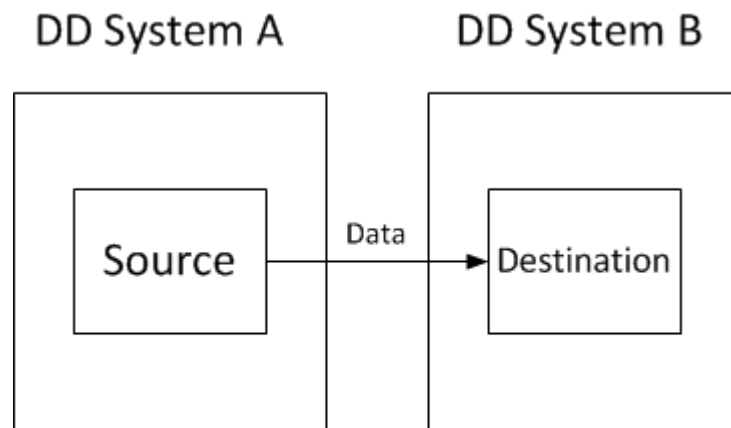 DD System A
DD System B
Source
Data
Destination